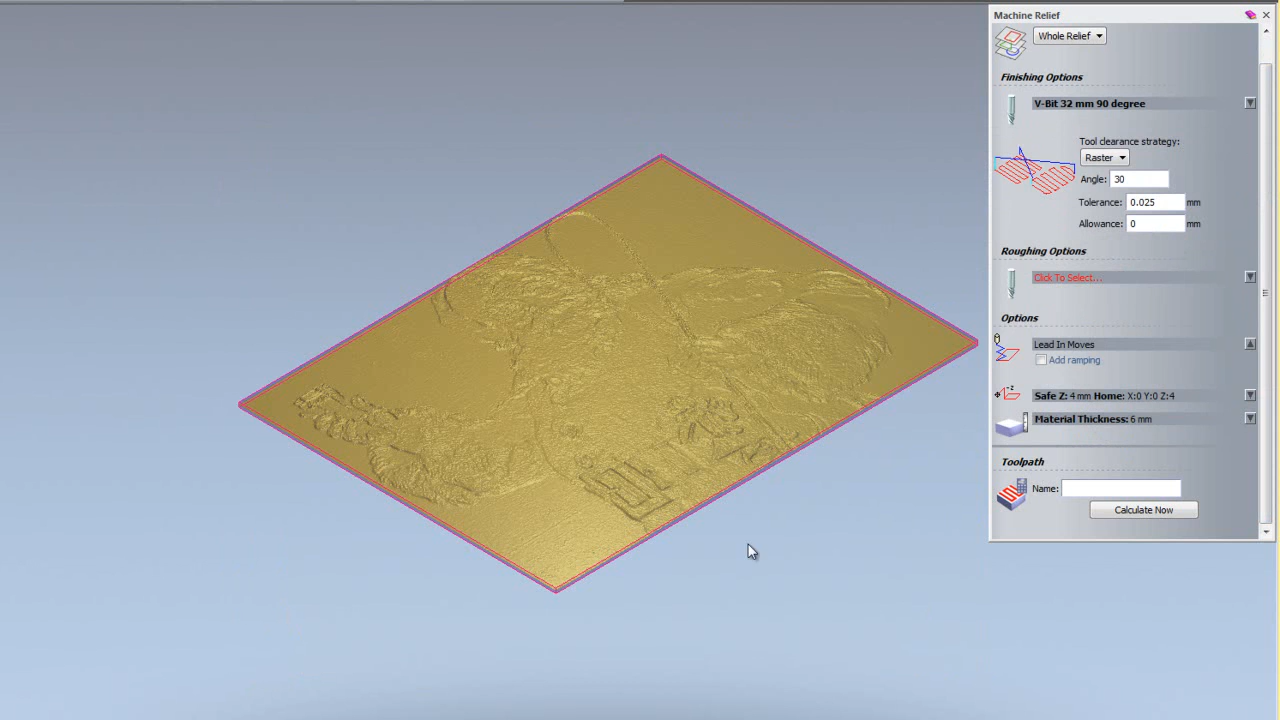 Machine Relief
Whole Relief
Finishing Options
V-Bit 32 mm 90 degree
Tool clearance strategy:
Raster
Angle: 30
Tolerance: 0.025 mm
Allowance: 0 mm
Roughing Options
Click To Select...
Options
Lead In Moves
Add ramping
Safe Z: 4 mm Home: X:0 Y:0 Z:4
Material Thickness: 6 mm
Toolpath
Name:
Calculate Now